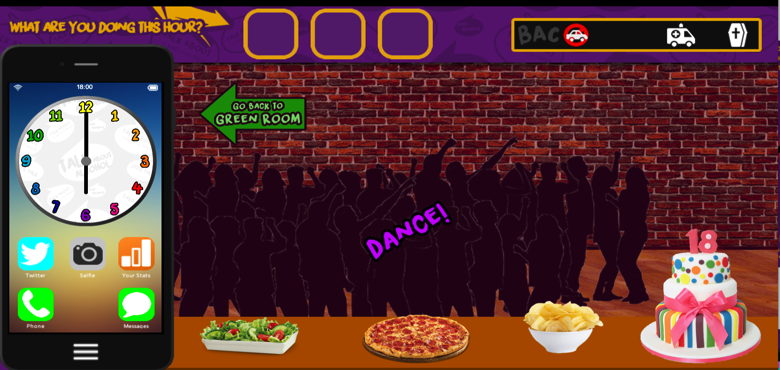 WHAT ARE YOU DOING THIS HOUR?
BAC
18:00
12
11
1
10
2
9
3
8
4
7
5
6
Twitter
Selfie
Your Stats
Phone
Messages
GO BACK TO
GREEN ROOM
DANCE!
18